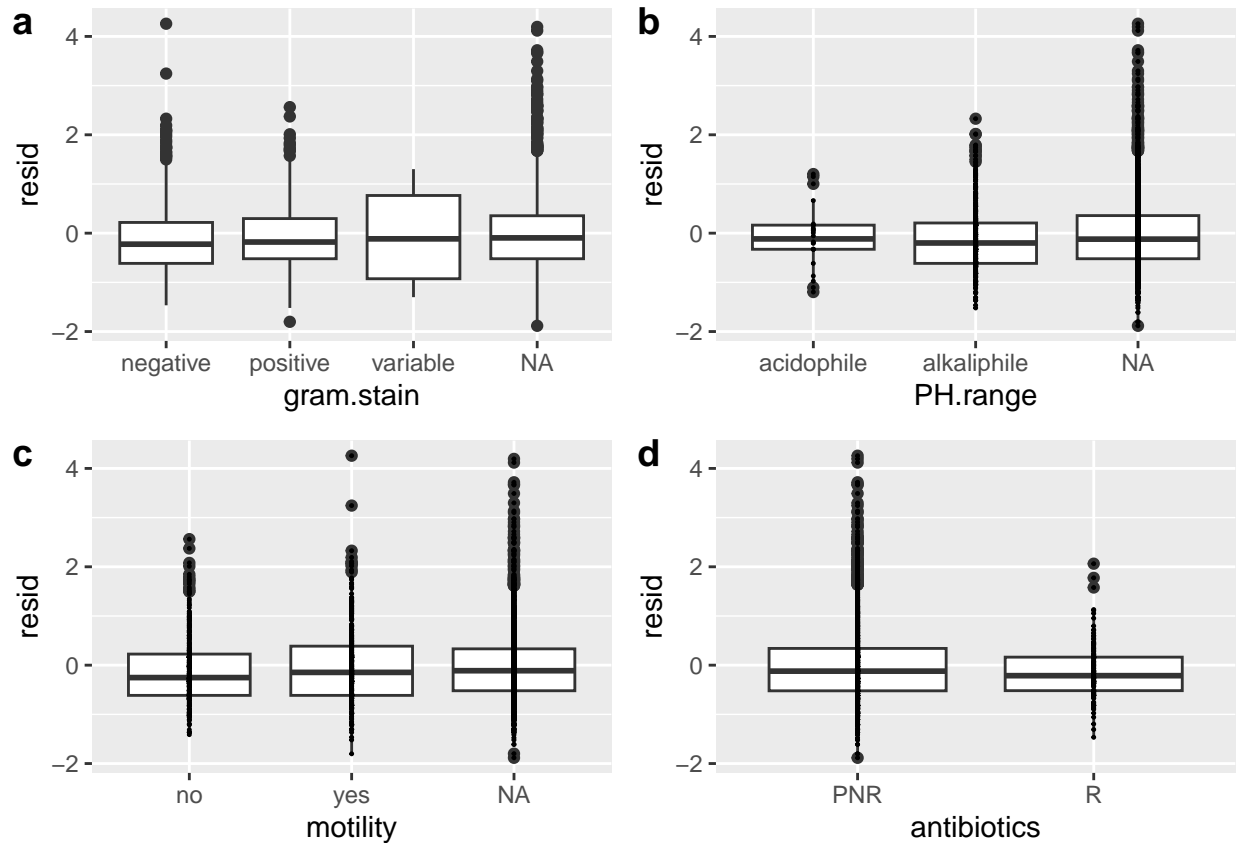 a
4
2
0
−2
resid
negative positive variable NA
gram.stain
b
4
2
0
−2
resid
acidophile alkaliphile NA
PH.range
c
4
2
0
−2
resid
no yes NA
motility
d
4
2
0
−2
resid
PNR R
antibiotics